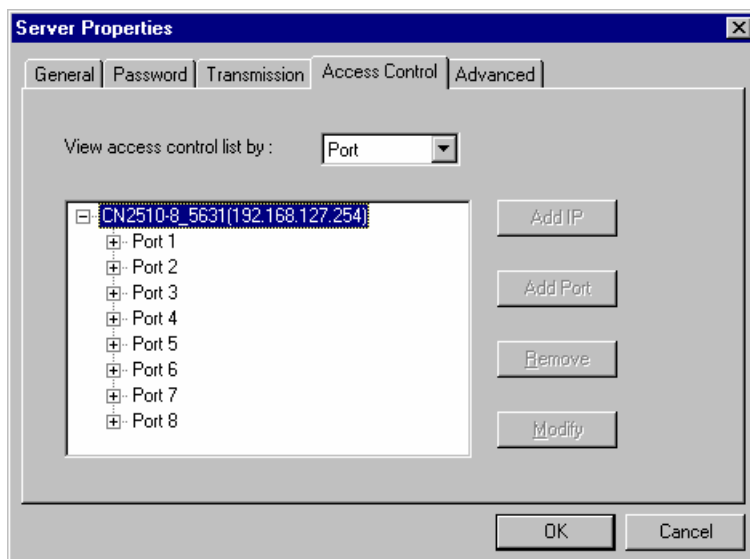 Server Properties
General Password Transmission Access Control Advanced
View access control list by : Port
CN2510-8_5631(192.168.127.254)
Port 1
Port 2
Port 3
Port 4
Port 5
Port 6
Port 7
Port 8
Add IP
Add Port
Remove
Modify
OK Cancel